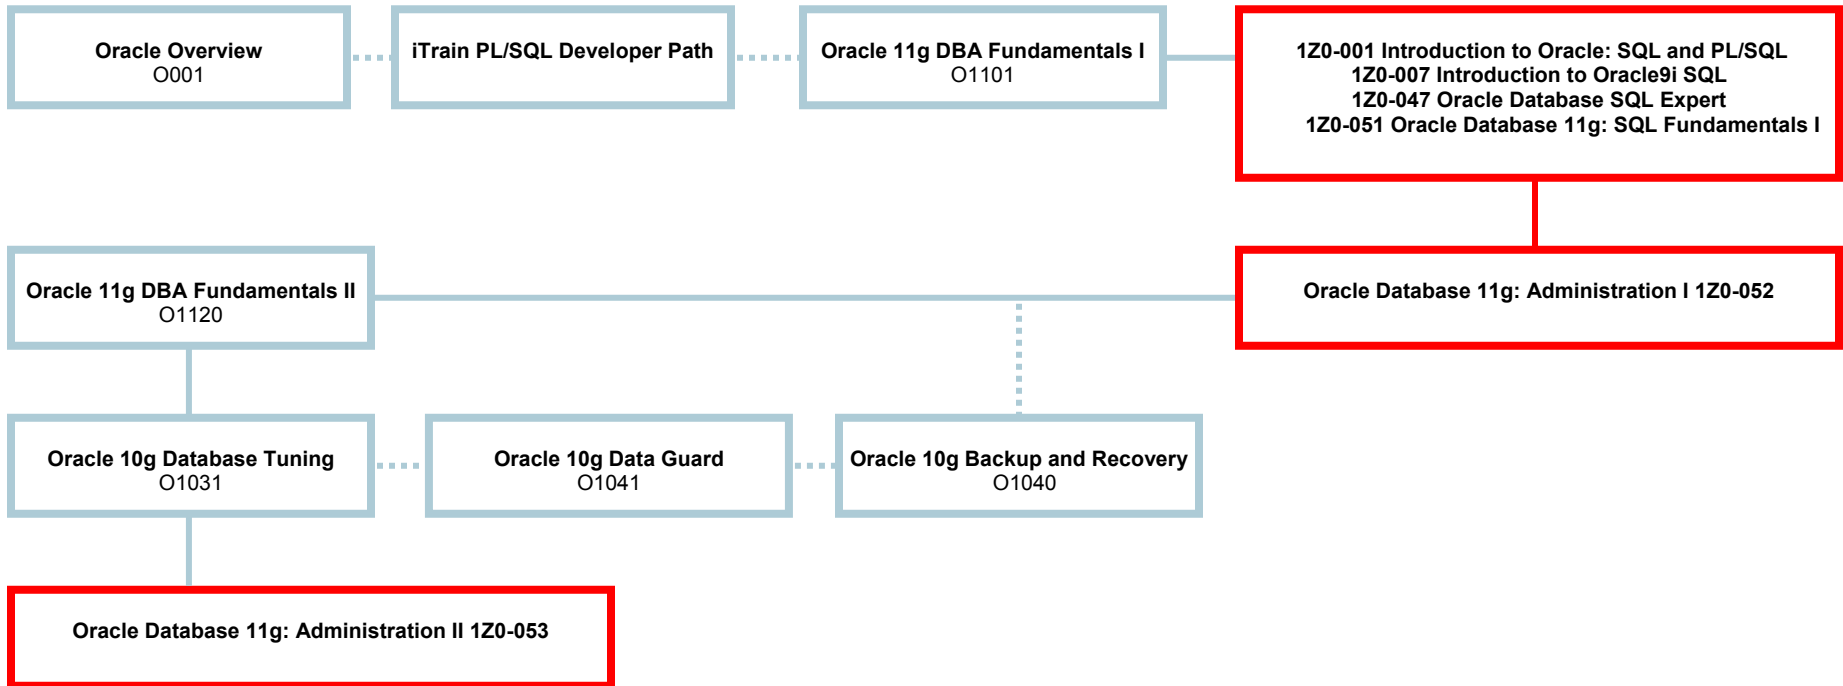 Oracle Overview
O001
iTrain PL/SQL Developer Path
Oracle 11g DBA Fundamentals I
O1101
1Z0-001 Introduction to Oracle: SQL and PL/SQL
1Z0-007 Introduction to Oracle9i SQL
1Z0-047 Oracle Database SQL Expert
1Z0-051 Oracle Database 11g: SQL Fundamentals I
Oracle 11g DBA Fundamentals II
O1120
Oracle Database 11g: Administration I 1Z0-052
Oracle 10g Database Tuning
O1031
Oracle 10g Data Guard
O1041
Oracle 10g Backup and Recovery
O1040
Oracle Database 11g: Administration II 1Z0-053